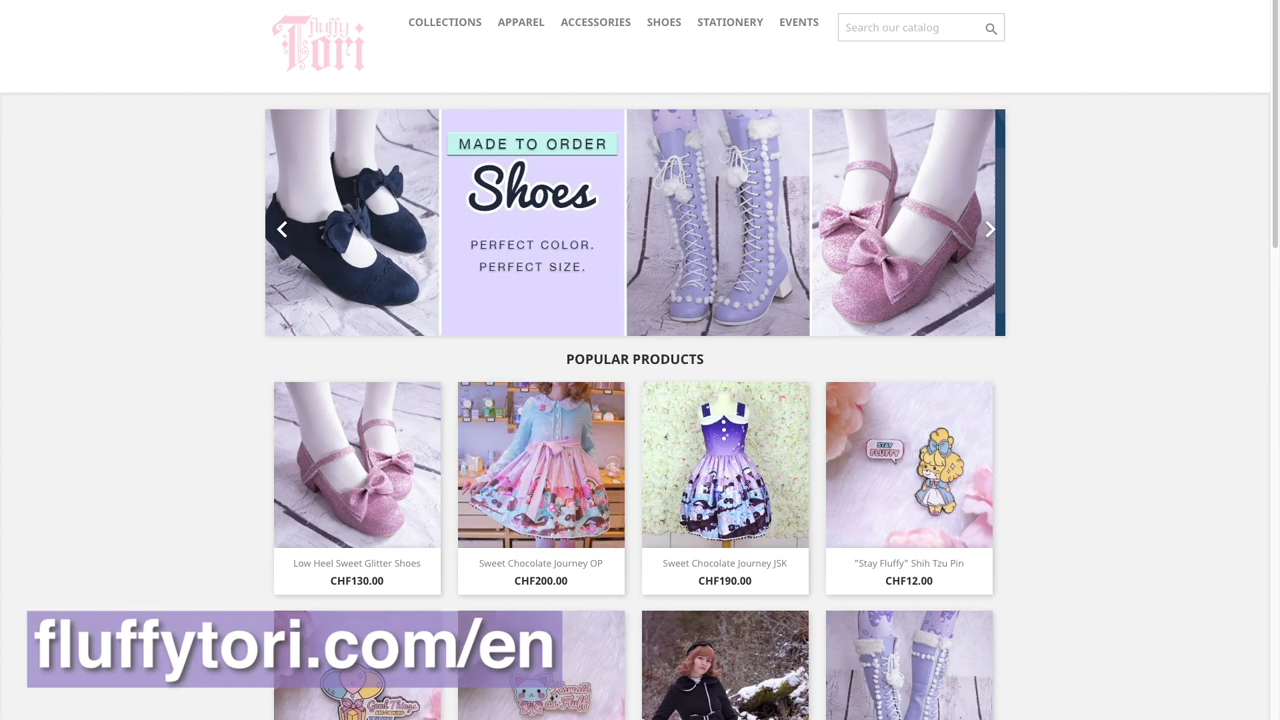 fluffy
Tori
COLLECTIONS APPAREL ACCESSORIES SHOES STATIONERY EVENTS
Search our catalog
MADE TO ORDER
Shoes
PERFECT COLOR.
PERFECT SIZE.
POPULAR PRODUCTS
STAY
FLUFFY
Low Heel Sweet Glitter Shoes
CHF130.00
Sweet Chocolate Journey OP
CHF200.00
Sweet Chocolate Journey JSK
CHF190.00
"Stay Fluffy" Shih Tzu Pin
CHF12.00
fluffytori.com/en
Good Things